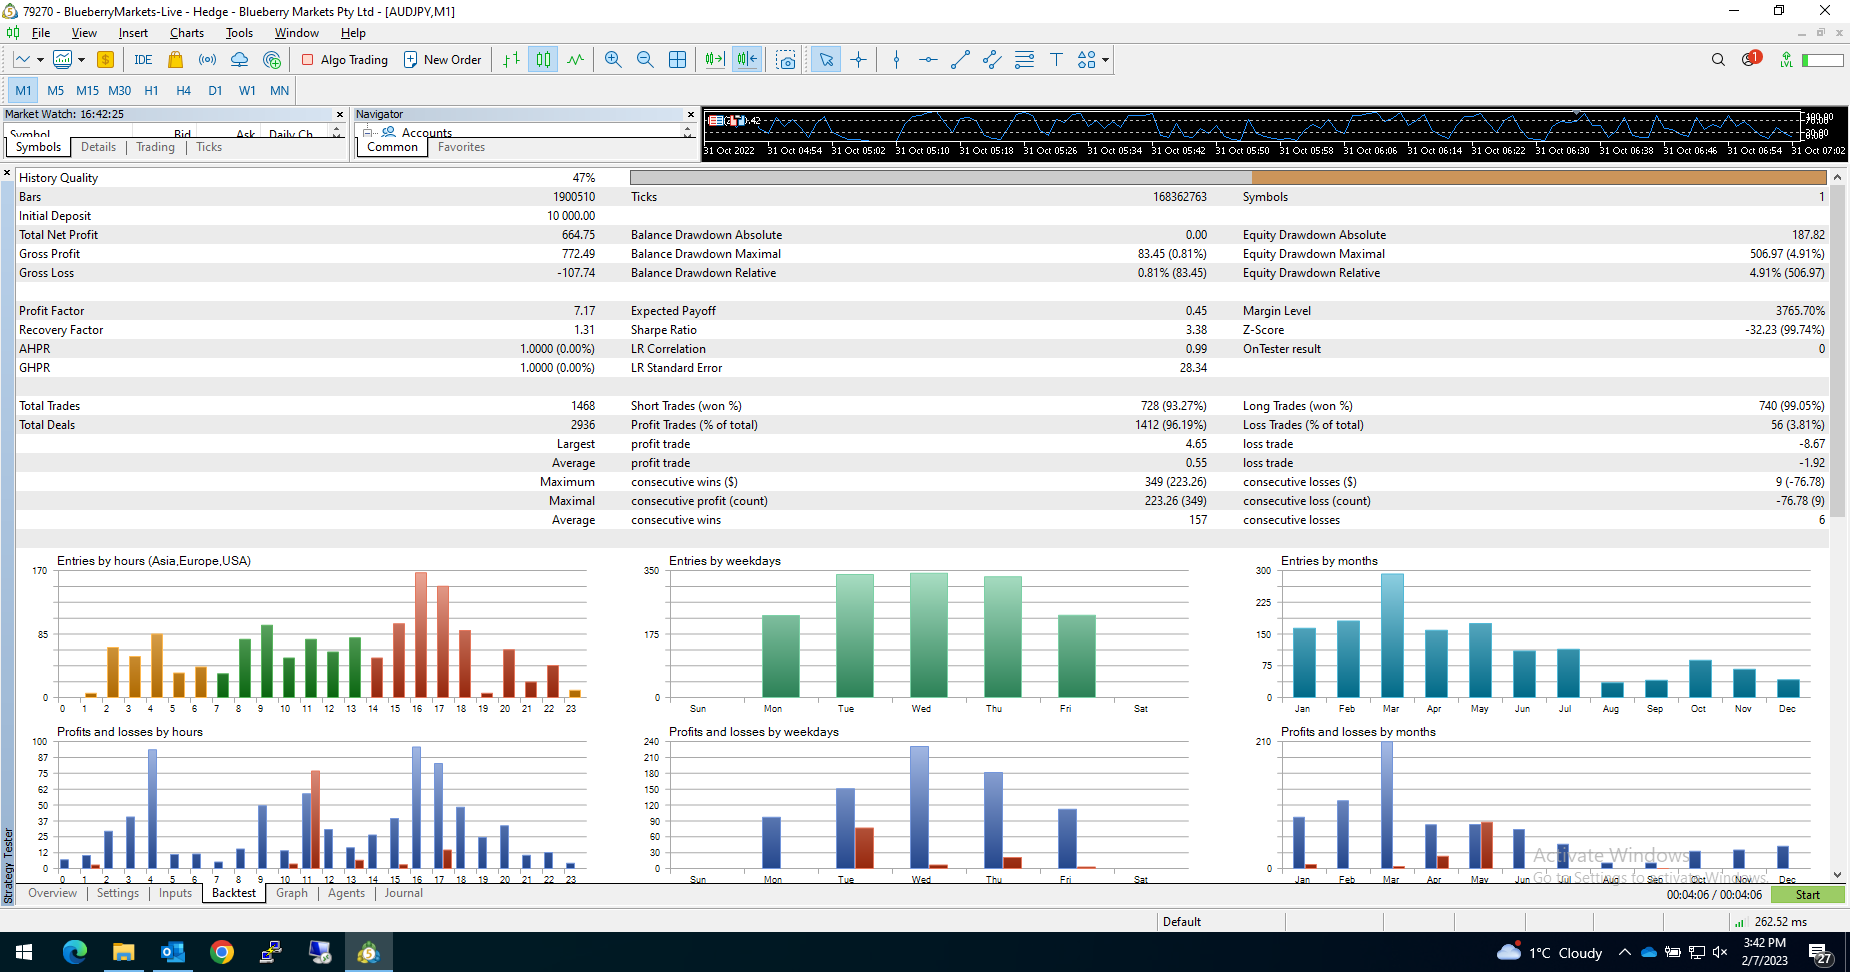 79270 - BlueberryMarkets-Live - Hedge - Blueberry Markets Pty Ltd - [AUDJPY,M1]
File View Insert Charts Tools Window Help
IDE Algo Trading New Order T 1 LVL
M1 M5 M15 M30 H1 H4 D1 W1 MN
Market Watch: 16:42:25
Symbol Bid Ask Daily Ch...
Symbols Details Trading Ticks
Navigator
Accounts
Common Favorites
31 Oct 2022 31 Oct 04:54 31 Oct 05:02 31 Oct 05:10 31 Oct 05:18 31 Oct 05:26 31 Oct 05:34 31 Oct 05:42 31 Oct 05:50 31 Oct 05:58 31 Oct 06:06 31 Oct 06:14 31 Oct 06:22 31 Oct 06:30 31 Oct 06:38 31 Oct 06:46 31 Oct 06:54 31 Oct 07:02
History Quality 47%
Bars 1900510 Ticks 168362763 Symbols 1
Initial Deposit 10 000.00
Total Net Profit 664.75 Balance Drawdown Absolute 0.00 Equity Drawdown Absolute 187.82
Gross Profit 772.49 Balance Drawdown Maximal 83.45 (0.81%) Equity Drawdown Maximal 506.97 (4.91%)
Gross Loss -107.74 Balance Drawdown Relative 0.81% (83.45) Equity Drawdown Relative 4.91% (506.97)
Profit Factor 7.17 Expected Payoff 0.45 Margin Level 3765.70%
Recovery Factor 1.31 Sharpe Ratio 3.38 Z-Score -32.23 (99.74%)
AHPR 1.0000 (0.00%) LR Correlation 0.99 OnTester result 0
GHPR 1.0000 (0.00%) LR Standard Error 28.34
Total Trades 1468 Short Trades (won %) 728 (93.27%) Long Trades (won %) 740 (99.05%)
Total Deals 2936 Profit Trades (% of total) 1412 (96.19%) Loss Trades (% of total) 56 (3.81%)
Largest profit trade 4.65 loss trade -8.67
Average profit trade 0.55 loss trade -1.92
Maximum consecutive wins ($) 349 (223.26) consecutive losses ($) 9 (-76.78)
Maximal consecutive profit (count) 223.26 (349) consecutive loss (count) -76.78 (9)
Average consecutive wins 157 consecutive losses 6
Entries by hours (Asia,Europe,USA)
170
85
0
0 1 2 3 4 5 6 7 8 9 10 11 12 13 14 15 16 17 18 19 20 21 22 23
Entries by weekdays
350
175
0
Sun Mon Tue Wed Thu Fri Sat
Entries by months
300
225
150
75
0
Jan Feb Mar Apr May Jun Jul Aug Sep Oct Nov Dec
Profits and losses by hours
100
87
75
62
50
37
25
12
0
0 1 2 3 4 5 6 7 8 9 10 11 12 13 14 15 16 17 18 19 20 21 22 23
Profits and losses by weekdays
240
210
180
150
120
90
60
30
0
Sun Mon Tue Wed Thu Fri Sat
Profits and losses by months
210
0
Jan Feb Mar Apr May Jun Jul Aug Sep Oct Nov Dec
Activate Windows
Go to Settings to activate Windows.
Strategy Tester
Overview Settings Inputs Backtest Graph Agents Journal
00:04:06 / 00:04:06 Start
Default 262.52 ms
1°C Cloudy
3:42 PM
2/7/2023
27